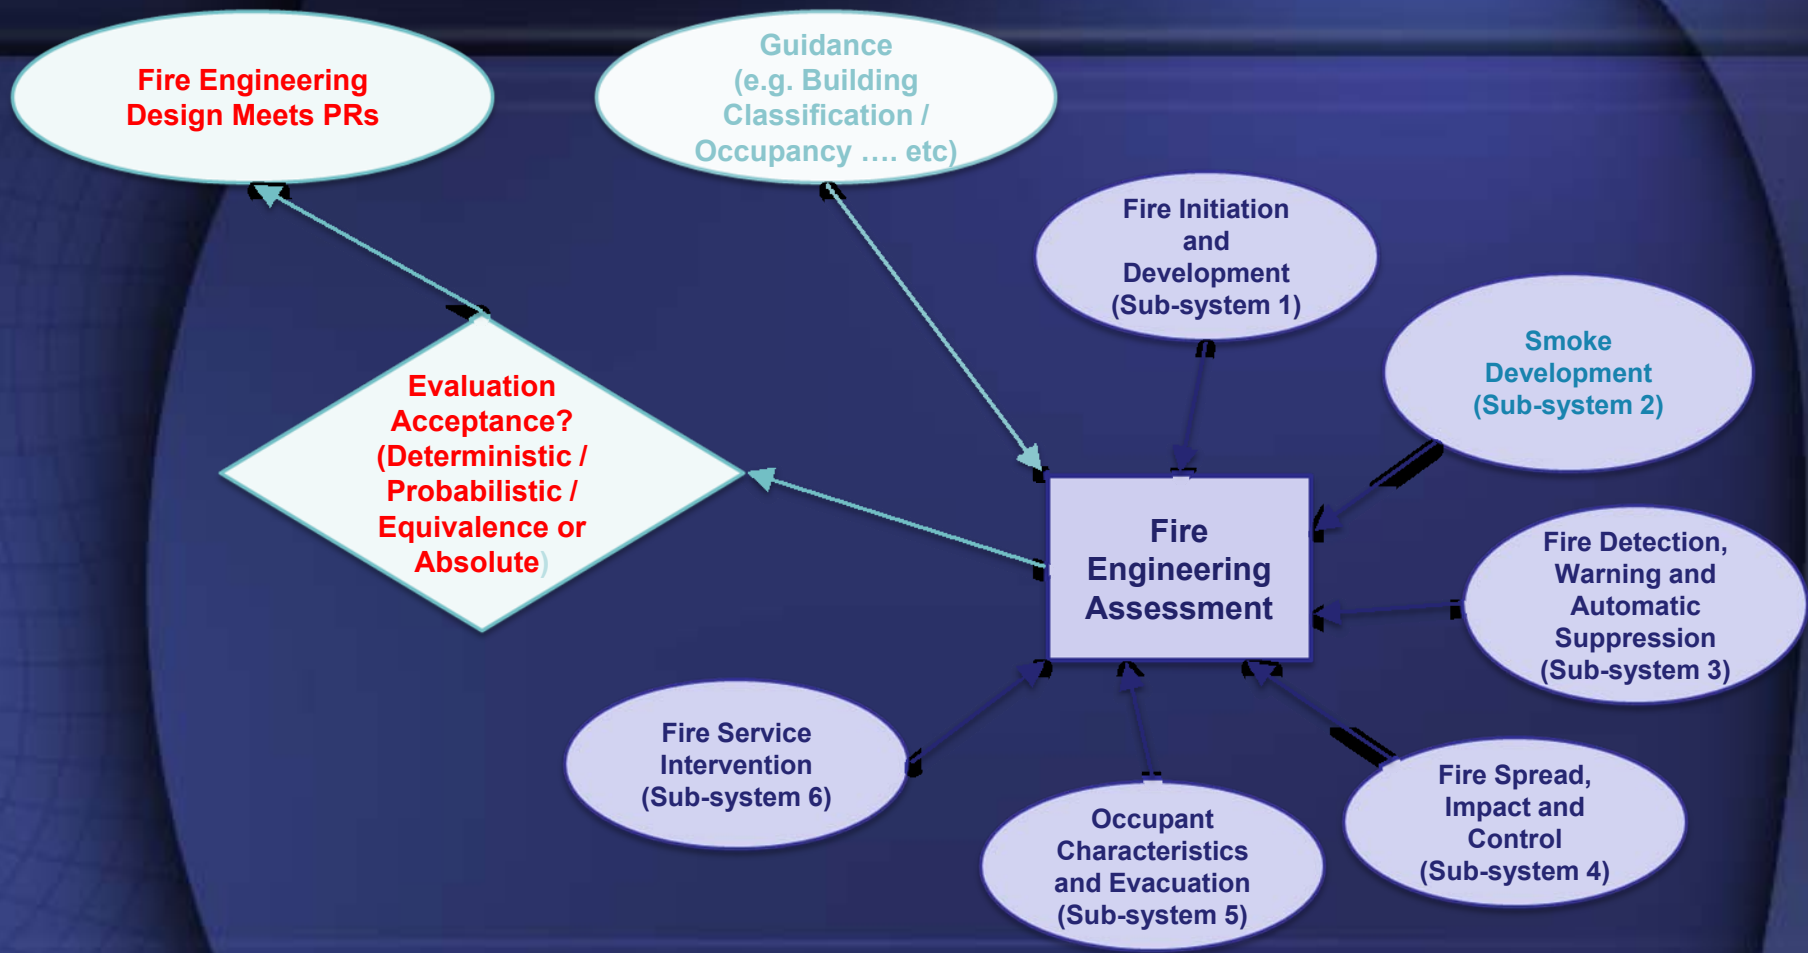 Fire Engineering
Design Meets PRs
Guidance
(e.g. Building
Classification /
Occupancy .... etc)
Fire Initiation
and
Development
(Sub-system 1)
Smoke
Development
(Sub-system 2)
Evaluation
Acceptance?
(Deterministic /
Probabilistic /
Equivalence or
Absolute)
Fire
Engineering
Assessment
Fire Detection,
Warning and
Automatic
Suppression
(Sub-system 3)
Fire Service
Intervention
(Sub-system 6)
Occupant
Characteristics
and Evacuation
(Sub-system 5)
Fire Spread,
Impact and
Control
(Sub-system 4)